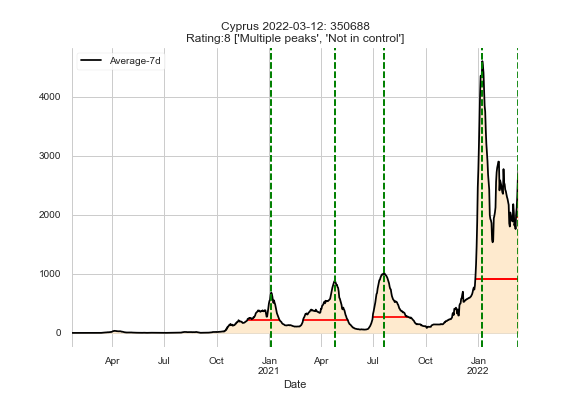 Cyprus 2022-03-12: 350688
Rating:8 ['Multiple peaks', 'Not in control']
Average-7d
4000
3000
2000
1000
0
Apr Jul Oct Jan Apr Jul Oct Jan
2021 2022
Date